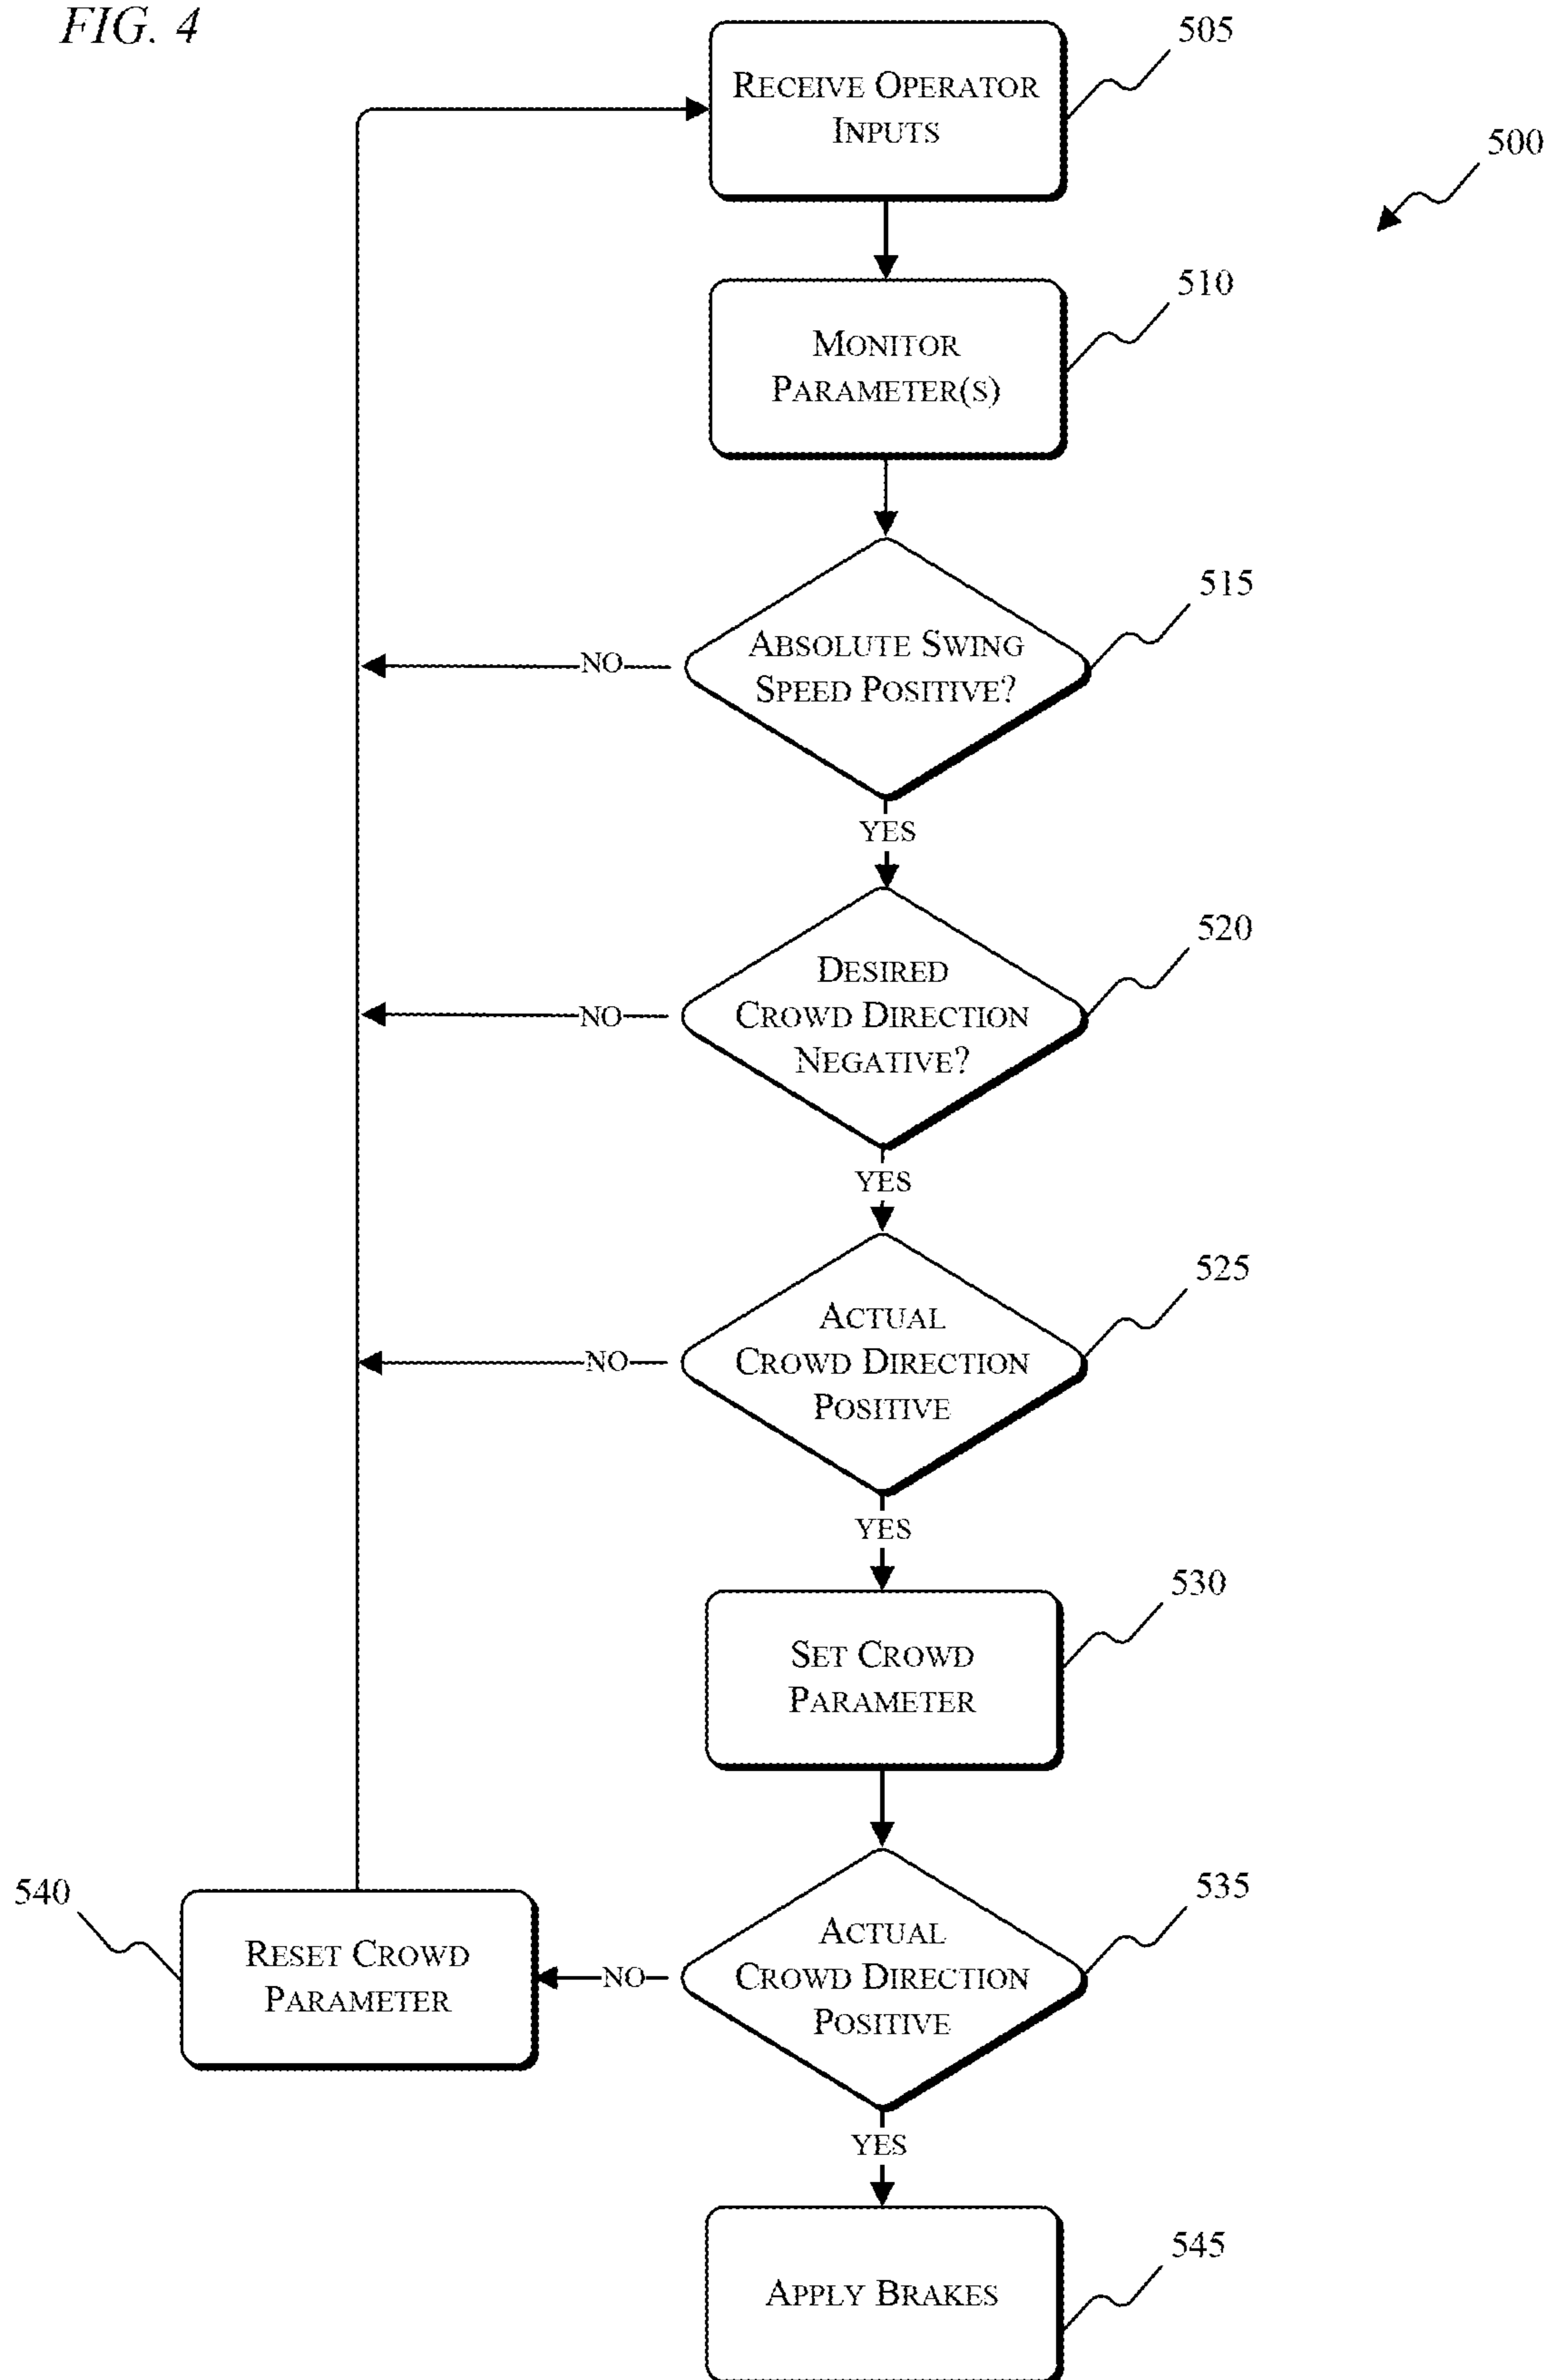 FIG. 4
505
RECEIVE OPERATOR
INPUTS
500
510
MONITOR
PARAMETER(S)
515
ABSOLUTE SWING
SPEED POSITIVE?
NO
YES
520
DESIRED
CROWD DIRECTION
NEGATIVE?
NO
YES
525
ACTUAL
CROWD DIRECTION
POSITIVE
NO
YES
530
SET CROWD
PARAMETER
535
540
ACTUAL
CROWD DIRECTION
POSITIVE
NO
RESET CROWD
PARAMETER
YES
545
APPLY BRAKES